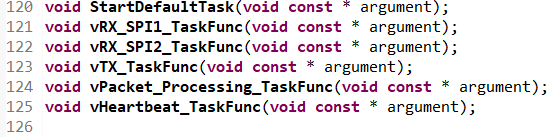 120 void StartDefaultTask(void const * argument);
121 void vRX_SPI1_TaskFunc(void const * argument);
122 void vRX_SPI2_TaskFunc(void const * argument);
123 void vTX_TaskFunc(void const * argument);
124 void vPacket_Processing_TaskFunc(void const * argument);
125 void vHeartbeat_TaskFunc(void const * argument);
126